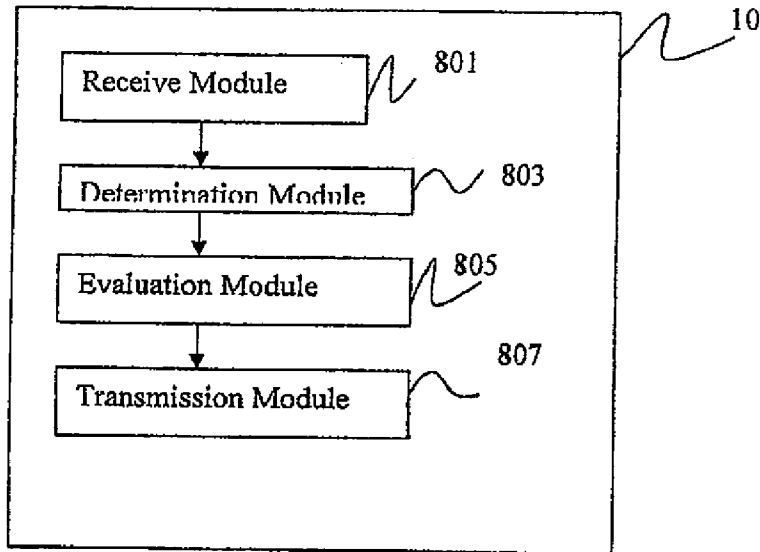 10
Receive Module
801
Determination Module
803
Evaluation Module
805
Transmission Module
807